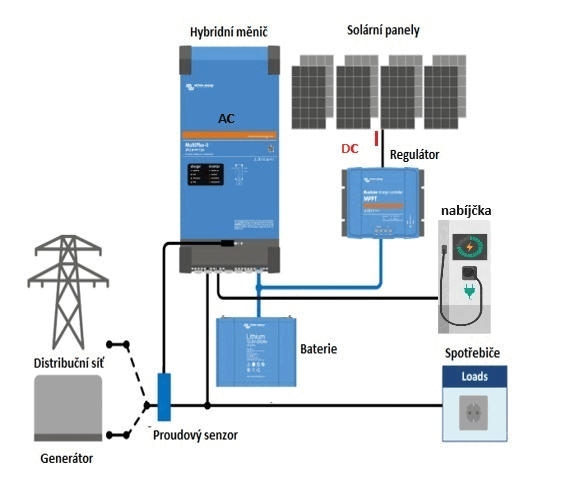 Hybridní měnič
Solární panely
AC
MultiPlus-II
DC
Regulátor
MPPT
nabíjčka
Lithium
Baterie
Distribuční síť
Spotřebiče
Loads
Proudový senzor
Generátor